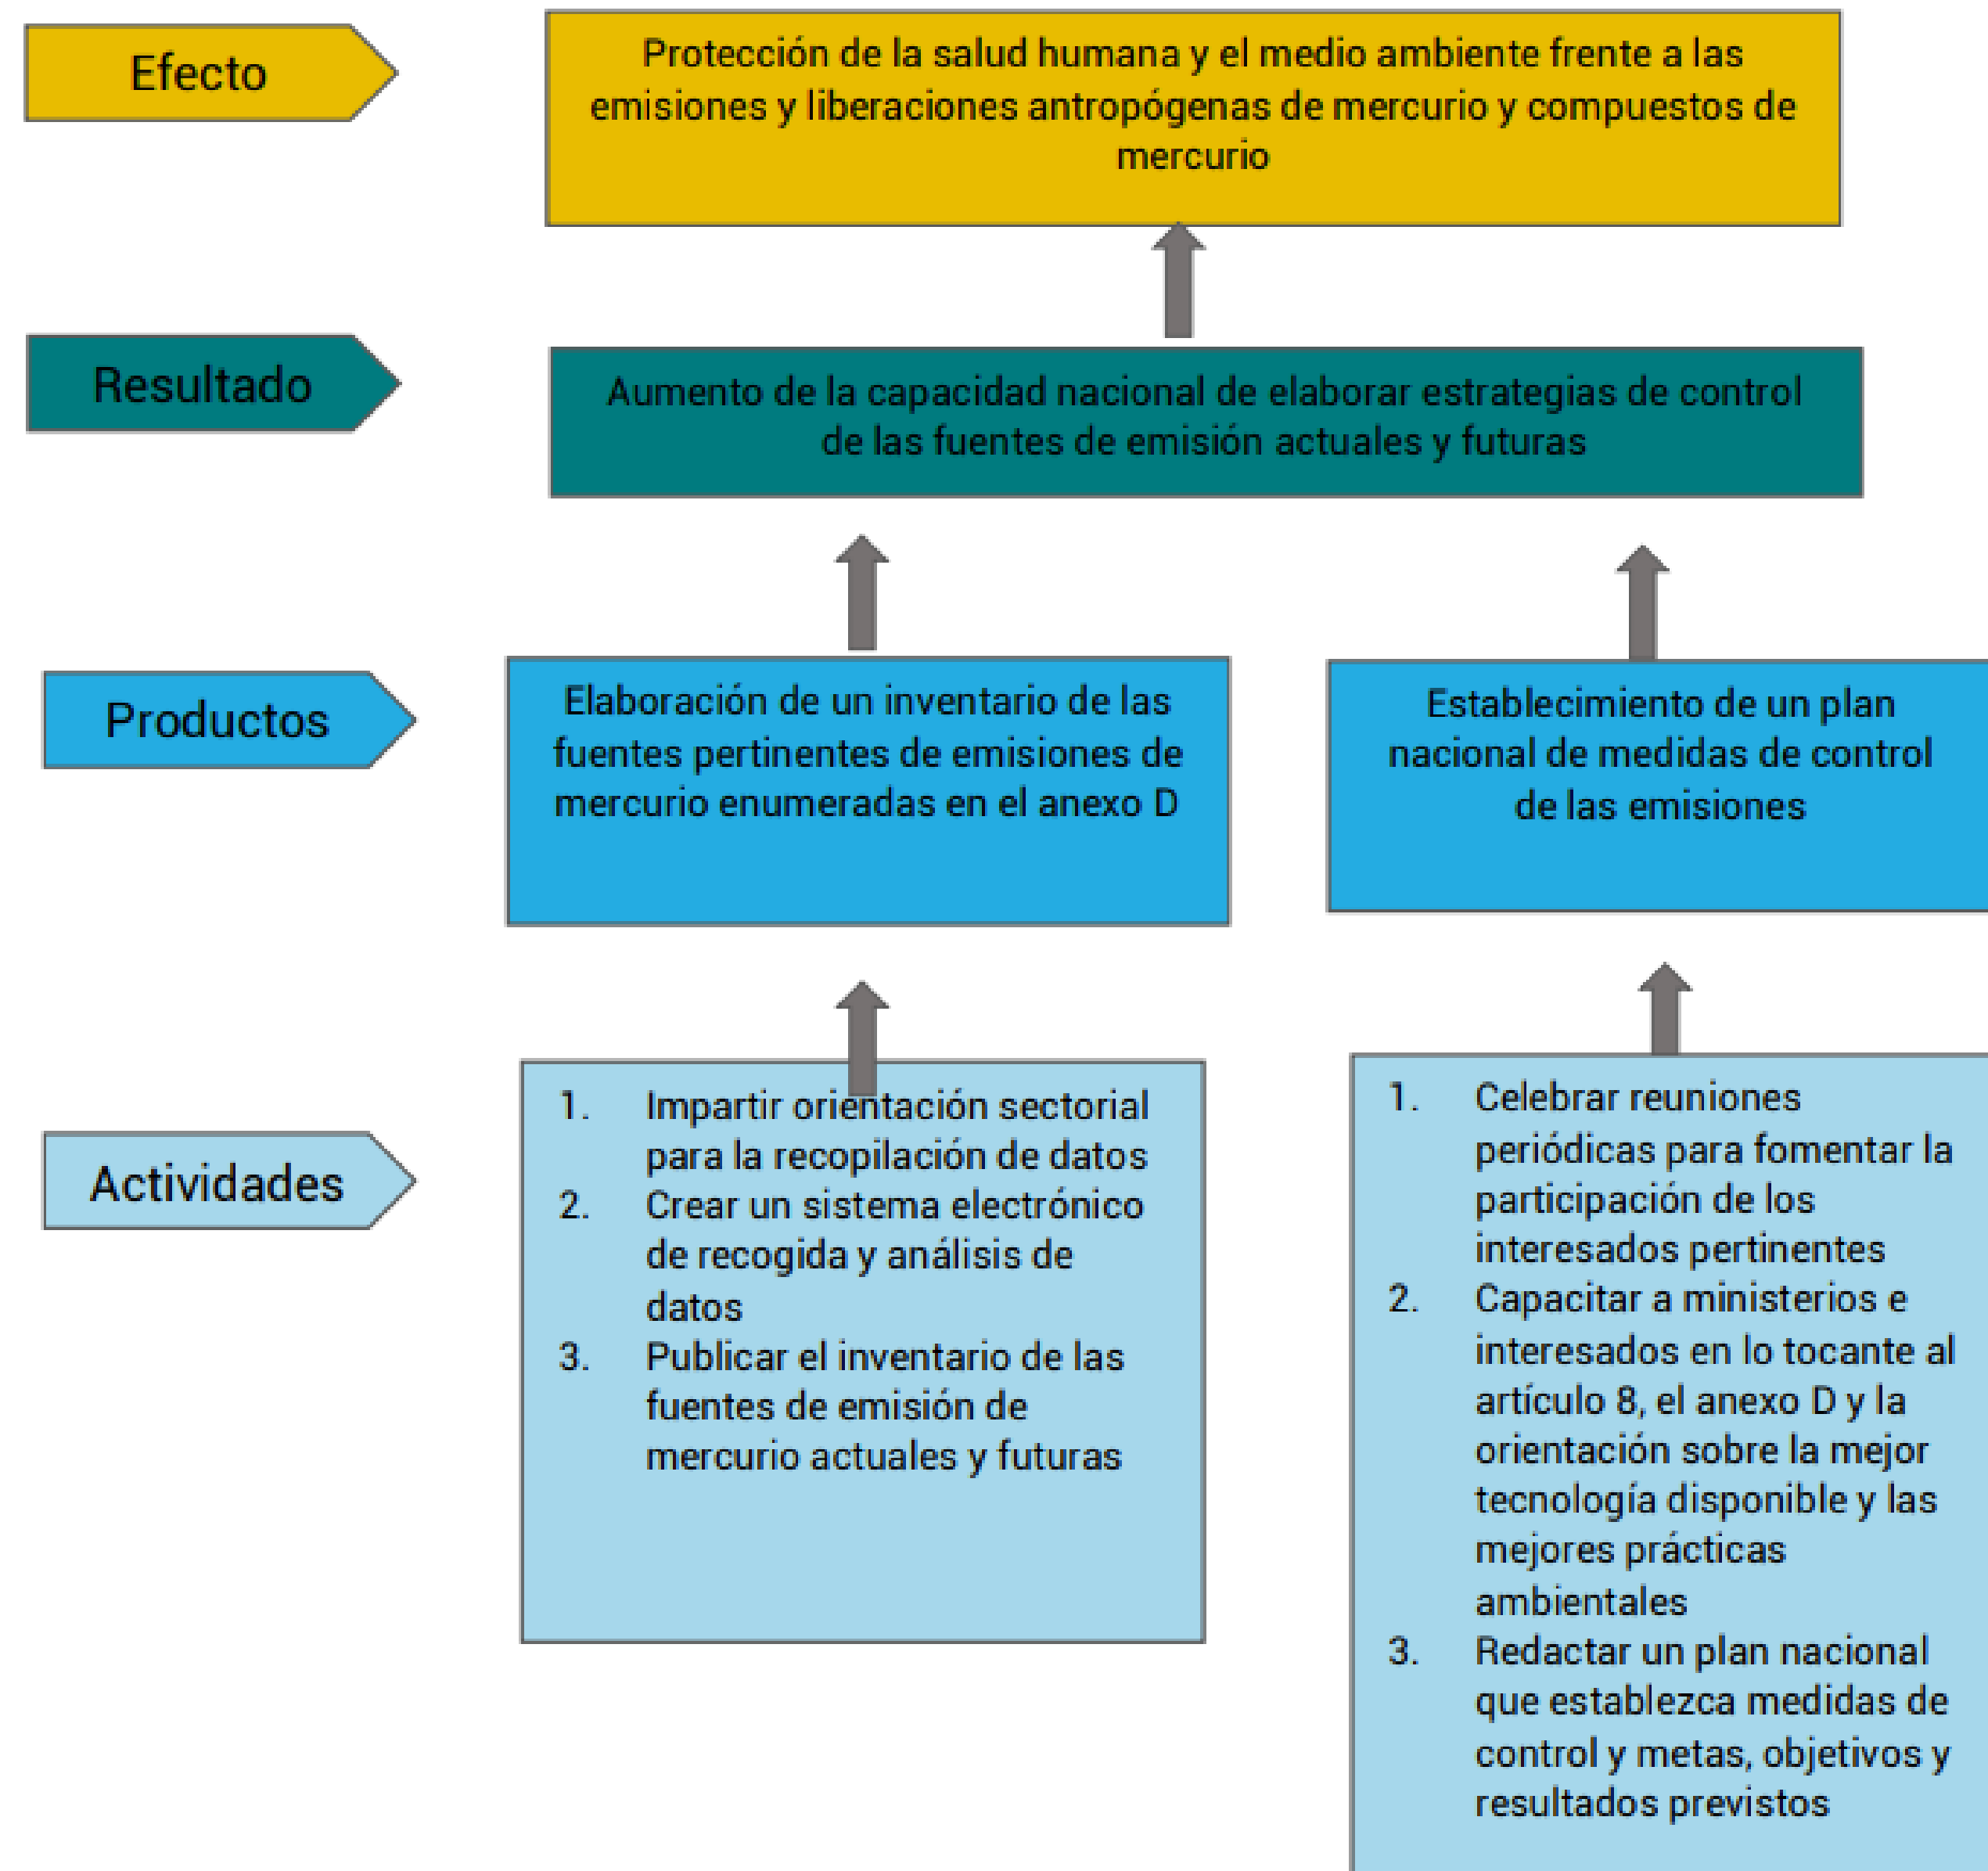 Efecto
Protección de la salud humana y el medio ambiente frente a las
emisiones y liberaciones antropógenas de mercurio y compuestos de
mercurio
Resultado
Aumento de la capacidad nacional de elaborar estrategias de control
de las fuentes de emisión actuales y futuras
Productos
Elaboración de un inventario de las
fuentes pertinentes de emisiones de
mercurio enumeradas en el anexo D
Establecimiento de un plan
nacional de medidas de control
de las emisiones
Actividades
1. Impartir orientación sectorial
para la recopilación de datos
2. Crear un sistema electrónico
de recogida y análisis de
datos
3. Publicar el inventario de las
fuentes de emisión de
mercurio actuales y futuras
1. Celebrar reuniones
periódicas para fomentar la
participación de los
interesados pertinentes
2. Capacitar a ministerios e
interesados en lo tocante al
artículo 8, el anexo D y la
orientación sobre la mejor
tecnología disponible y las
mejores prácticas
ambientales
3. Redactar un plan nacional
que establezca medidas de
control y metas, objetivos y
resultados previstos